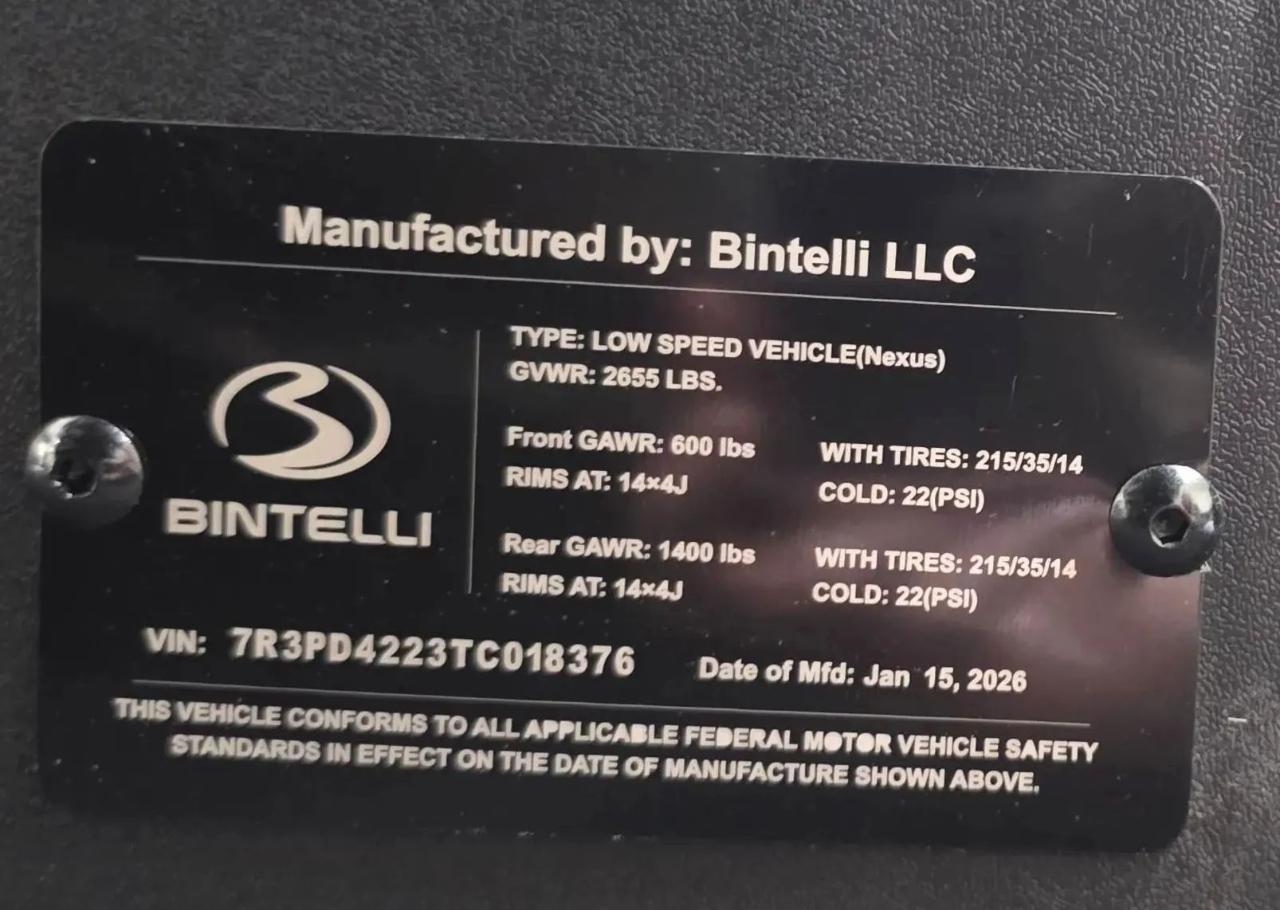 Manufactured by: Bintelli LLC
BINTELLI
TYPE: LOW SPEED VEHICLE(Nexus)
GVWR: 2655 LBS.
Front GAWR: 600 lbs WITH TIRES: 215/35/14
RIMS AT: 14×4J COLD: 22(PSI)
Rear GAWR: 1400 lbs WITH TIRES: 215/35/14
RIMS AT: 14×4J COLD: 22(PSI)
VIN: 7R3PD4223TC018376 Date of Mfd: Jan 15, 2026
THIS VEHICLE CONFORMS TO ALL APPLICABLE FEDERAL MOTOR VEHICLE SAFETY
STANDARDS IN EFFECT ON THE DATE OF MANUFACTURE SHOWN ABOVE.